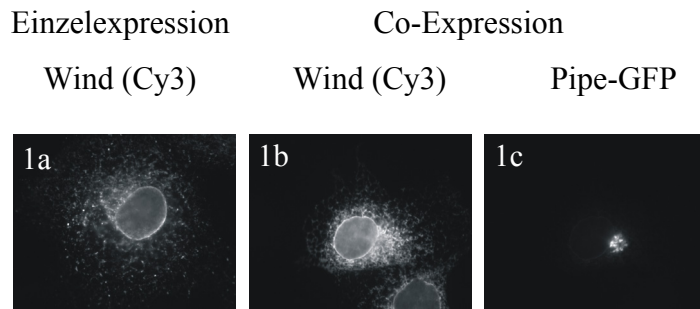 Einzelexpression Co-Expression
Wind (Cy3) Wind (Cy3) Pipe-GFP
1a 1b 1c